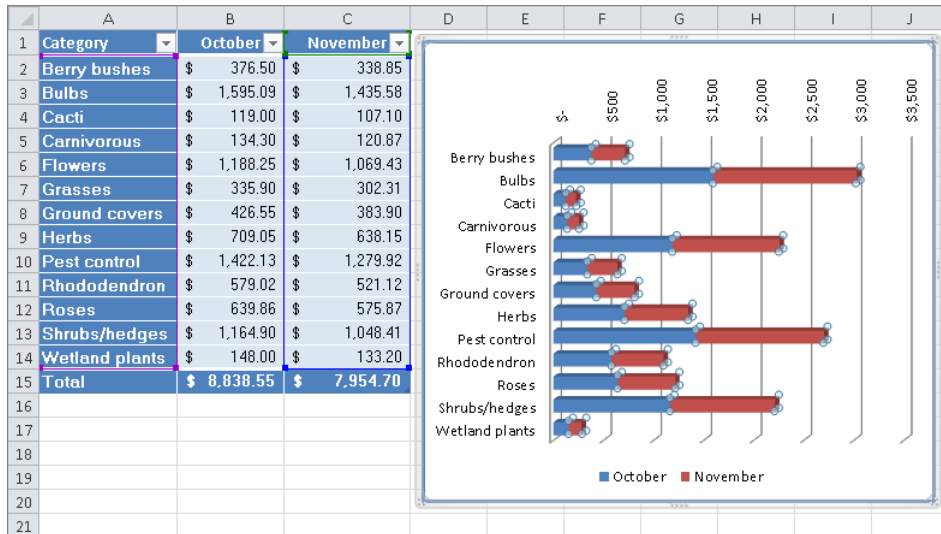 A B C D E F G H I J
1 Category October November
2 Berry bushes $ 376.50 $ 338.85
3 Bulbs $ 1,595.09 $ 1,435.58
4 Cacti $ 119.00 $ 107.10
5 Carnivorous $ 134.30 $ 120.87
6 Flowers $ 1,188.25 $ 1,069.43
7 Grasses $ 335.90 $ 302.31
8 Ground covers $ 426.55 $ 383.90
9 Herbs $ 709.05 $ 638.15
10 Pest control $ 1,422.13 $ 1,279.92
11 Rhododendron $ 579.02 $ 521.12
12 Roses $ 639.86 $ 575.87
13 Shrubs/hedges $ 1,164.90 $ 1,048.41
14 Wetland plants $ 148.00 $ 133.20
15 Total $ 8,838.55 $ 7,954.70
16
17
18
19
20
21
$- $500 $1,000 $1,500 $2,000 $2,500 $3,000 $3,500
Berry bushes
Bulbs
Cacti
Carnivorous
Flowers
Grasses
Ground covers
Herbs
Pest control
Rhododendron
Roses
Shrubs/hedges
Wetland plants
October November